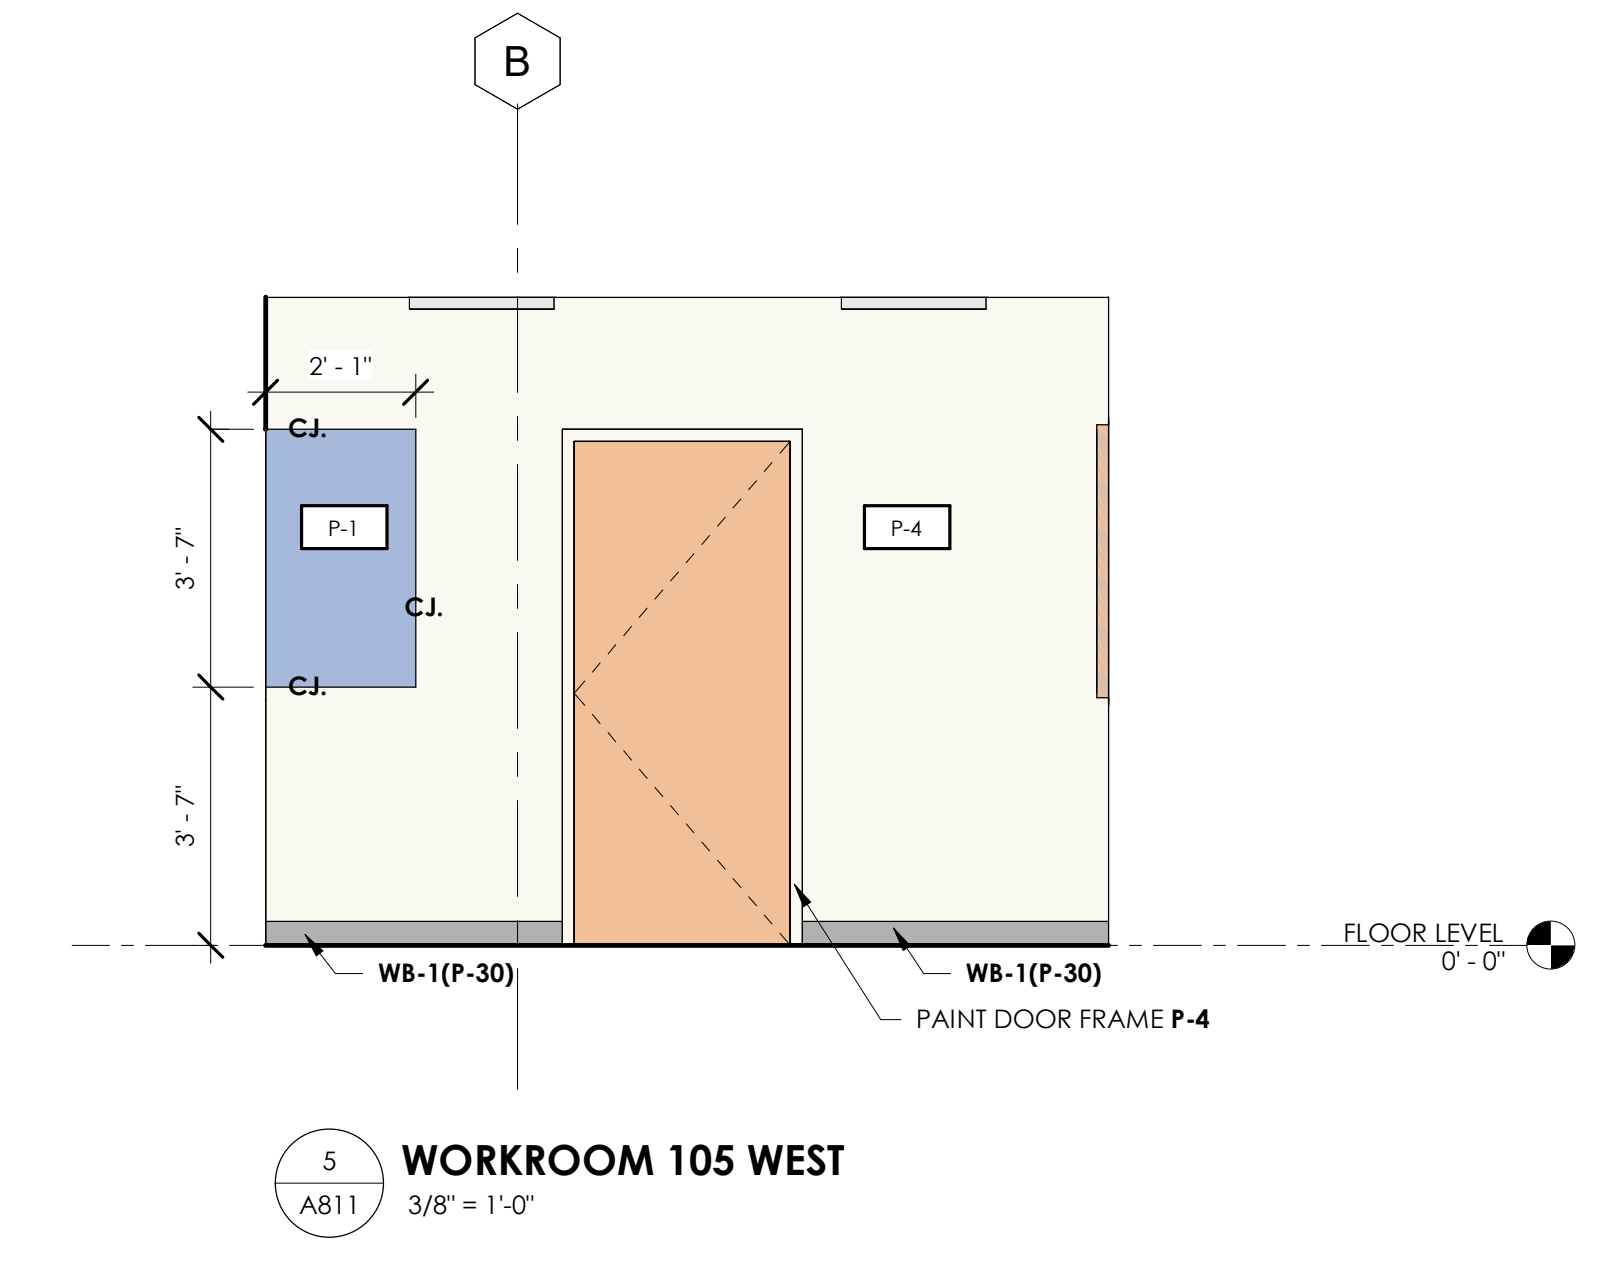 B
2' - 1"
CJ.
3' - 7"
P-1
P-4
CJ.
CJ.
3' - 7"
FLOOR LEVEL
0' - 0"
WB-1(P-30)
WB-1(P-30)
PAINT DOOR FRAME P-4
5
A811
WORKROOM 105 WEST
3/8" = 1'-0"